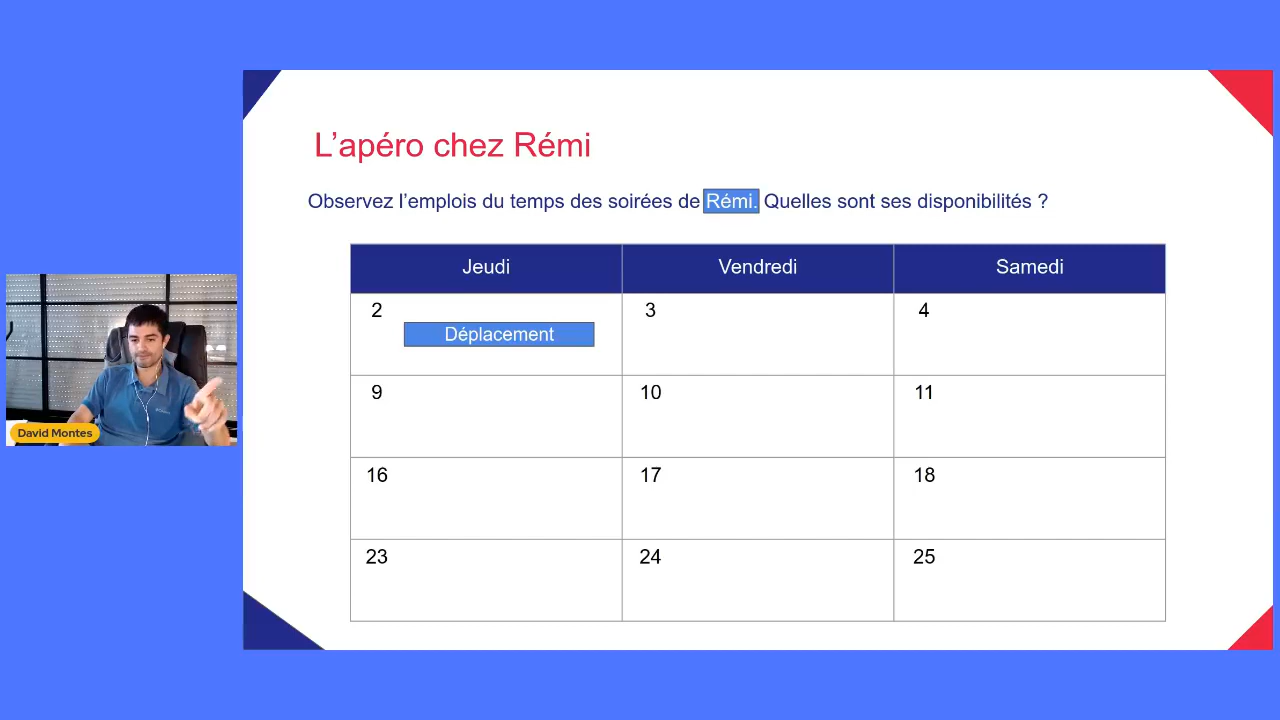 L’apéro chez Rémi
Observez l’emplois du temps des soirées de Rémi. Quelles sont ses disponibilités ?
Jeudi Vendredi Samedi
2 3 4
Déplacement
9 10 11
16 17 18
23 24 25
David Montes